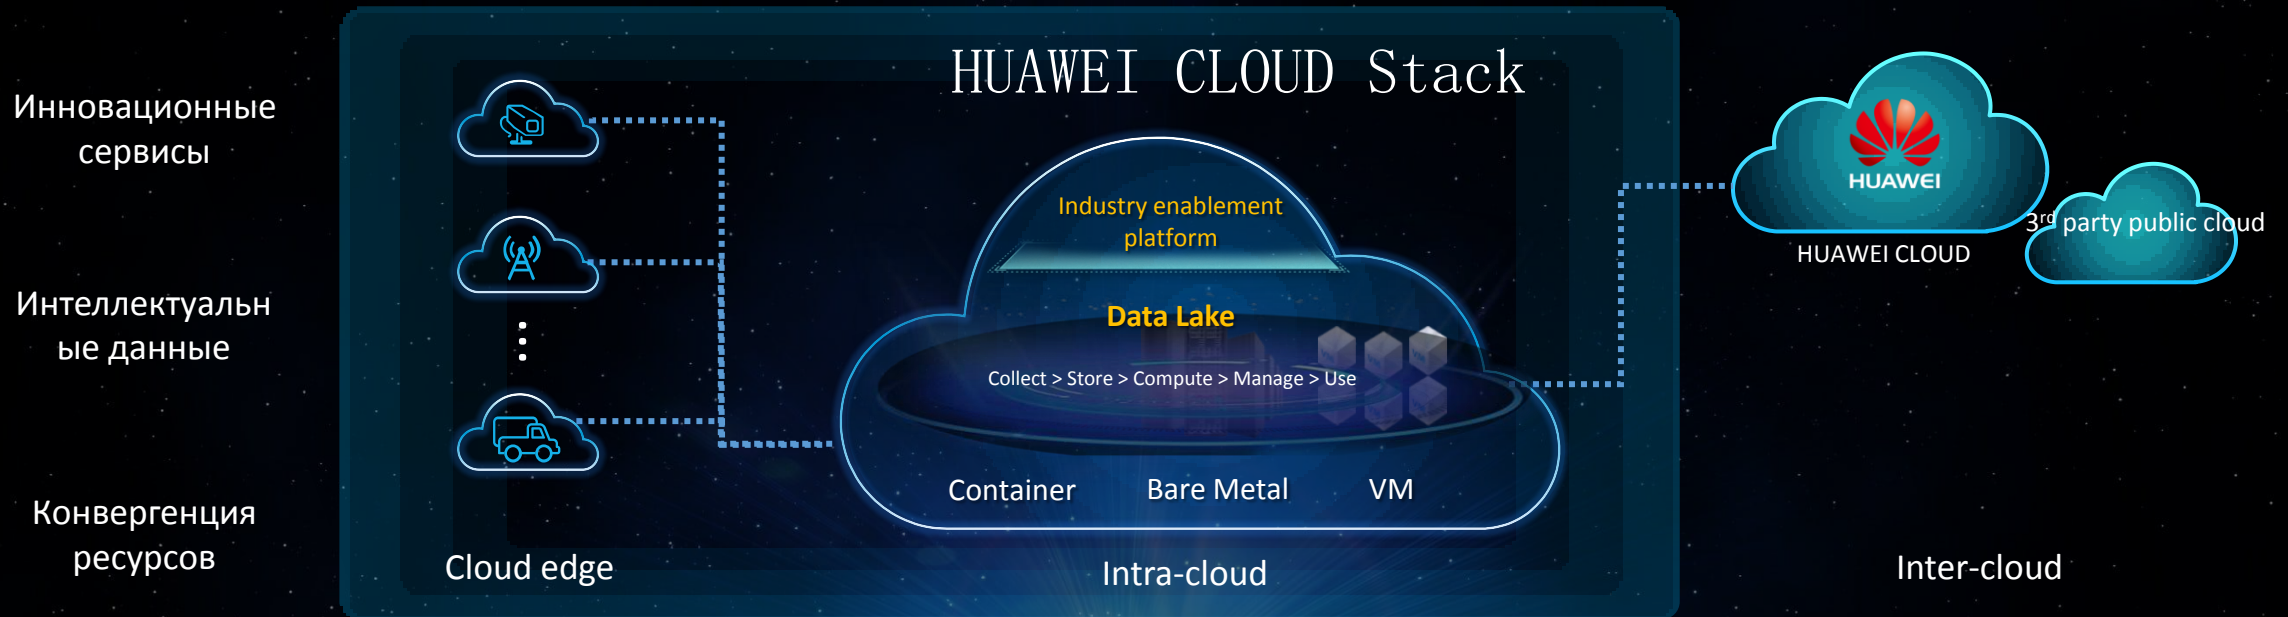 HUAWEI CLOUD Stack
Инновационные
сервисы
Интеллектуальн
ые данные
Конвергенция
ресурсов
Industry enablement
platform
Data Lake
Collect > Store > Compute > Manage > Use
Container
Bare Metal
VM
Cloud edge
Intra-cloud
HUAWEI
HUAWEI CLOUD
3rd party public cloud
Inter-cloud